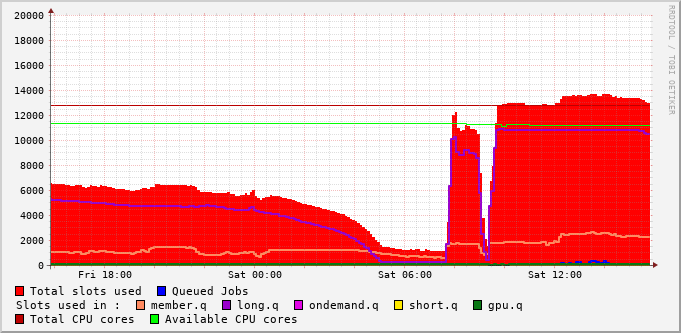 20000
18000
16000
14000
12000
10000
8000
6000
4000
2000
0
Fri 18:00 Sat 00:00 Sat 06:00 Sat 12:00
RRDTOOL / TOBI OETIKER
Total slots used Queued Jobs
Slots used in : member.q long.q ondemand.q short.q gpu.q
Total CPU cores Available CPU cores